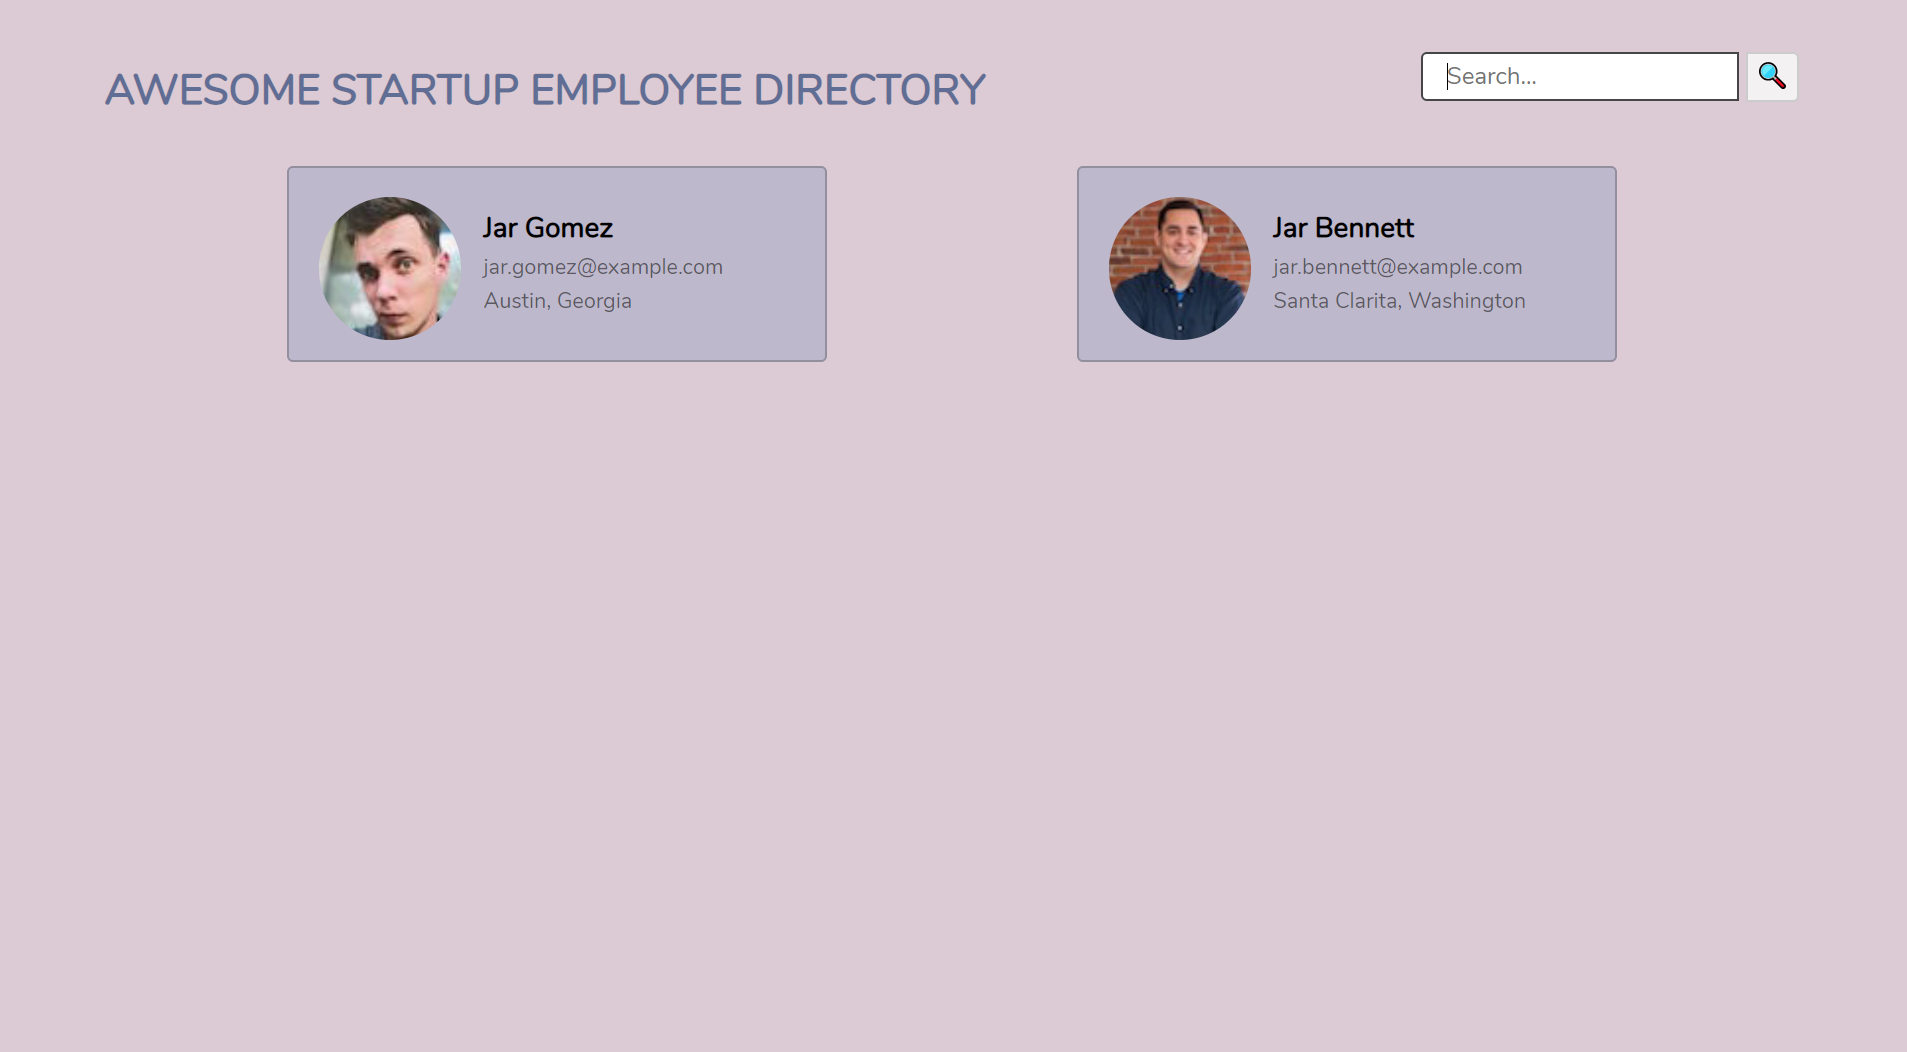 AWESOME STARTUP EMPLOYEE DIRECTORY
Search...
Jar Gomez
jar.gomez@example.com
Austin, Georgia
Jar Bennett
jar.bennett@example.com
Santa Clarita, Washington